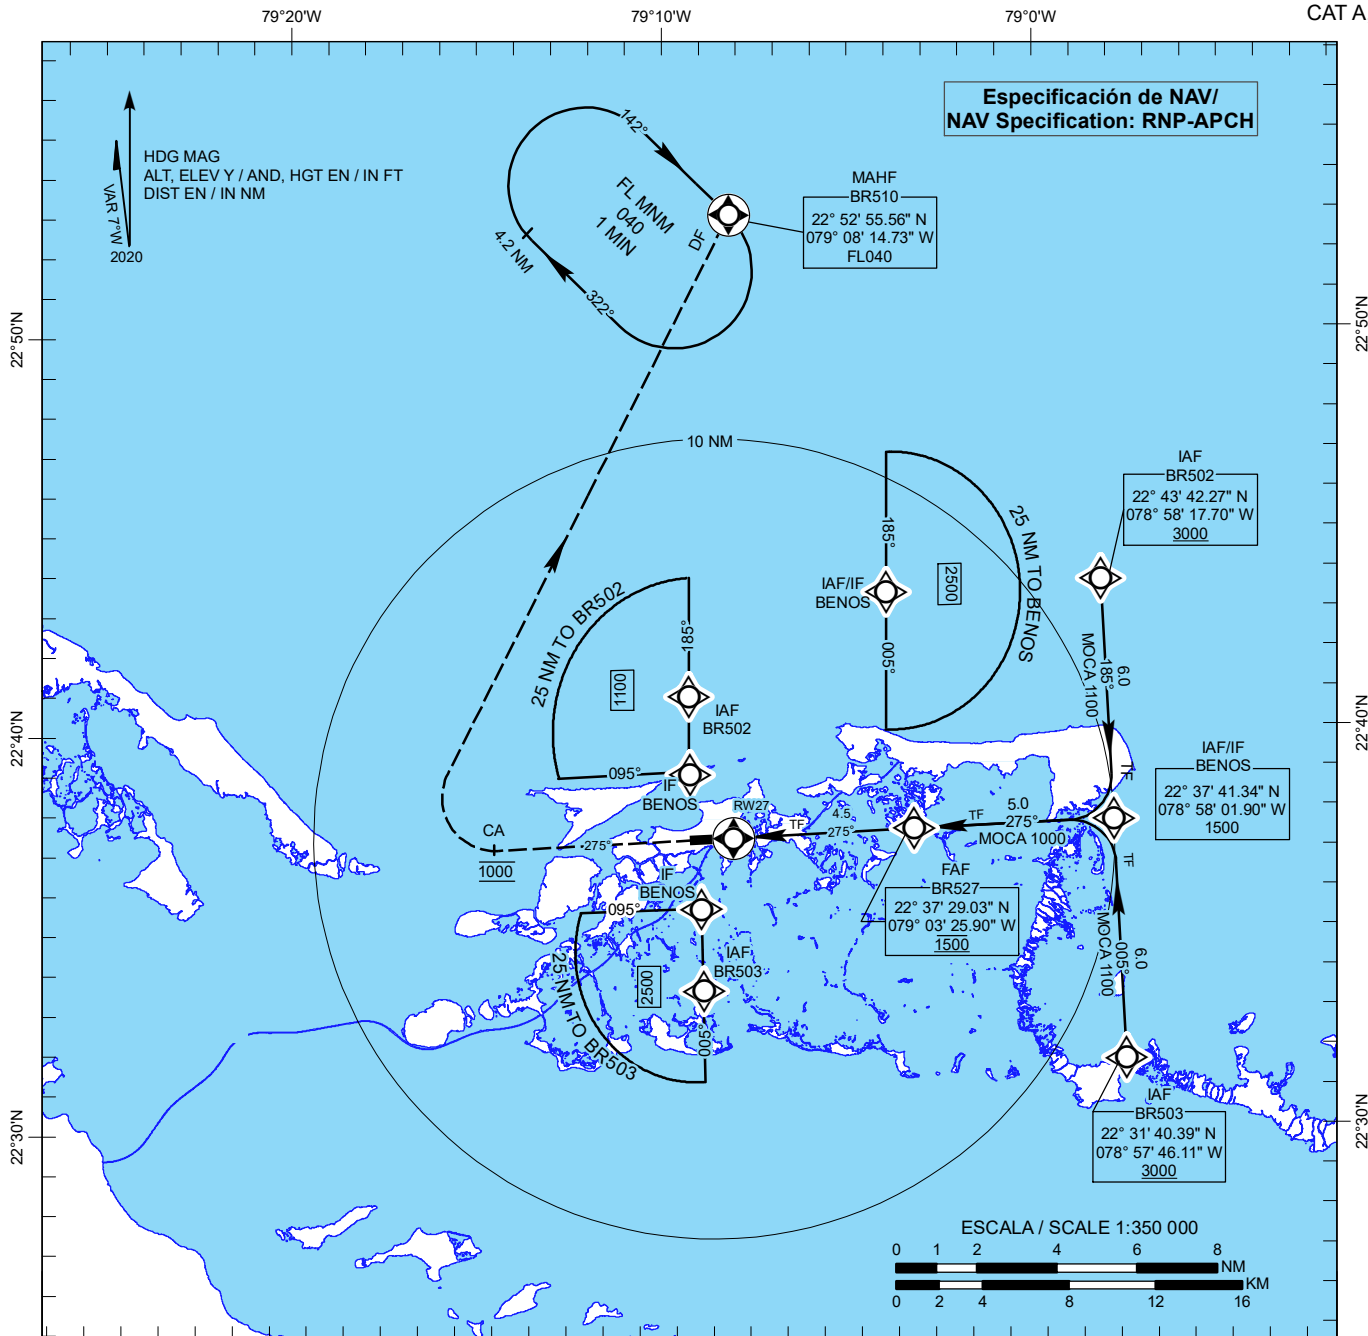 79°20'W
79°10'W
79°0'W
CAT A
Especificación de NAV/
NAV Specification: RNP-APCH
HDG MAG
ALT, ELEV Y / AND, HGT EN / IN FT
DIST EN / IN NM
VAR 7°W
2020
142°
FL MNM
040
1 MIN
4.2 NM
322°
DF
MAHF
BR510
22° 52' 55.56" N
079° 08' 14.73" W
FL040
22°50'N
22°50'N
10 NM
IAF
BR502
22° 43' 42.27" N
078° 58' 17.70" W
3000
185°
IAF/IF
BENOS
2500
25 NM TO BENOS
005°
25 NM TO BR502
185°
1100
IAF
BR502
095°
IF
BENOS
6.0
185°
MOCA 1100
TF
22°40'N
22°40'N
IAF/IF
BENOS
22° 37' 41.34" N
078° 58' 01.90" W
1500
RW27
CA
1000
275°
TF
4.5
275°
TF
5.0
275°
MOCA 1000
FAF
BR527
22° 37' 29.03" N
079° 03' 25.90" W
1500
TF
6.0
005°
MOCA 1100
IF
BENOS
095°
IAF
BR503
2500
25 NM TO BR503
005°
IAF
BR503
22° 31' 40.39" N
078° 57' 46.11" W
3000
22°30'N
22°30'N
ESCALA / SCALE 1:350 000
0 1 2 4 6 8
NM
KM
0 2 4 8 12 16